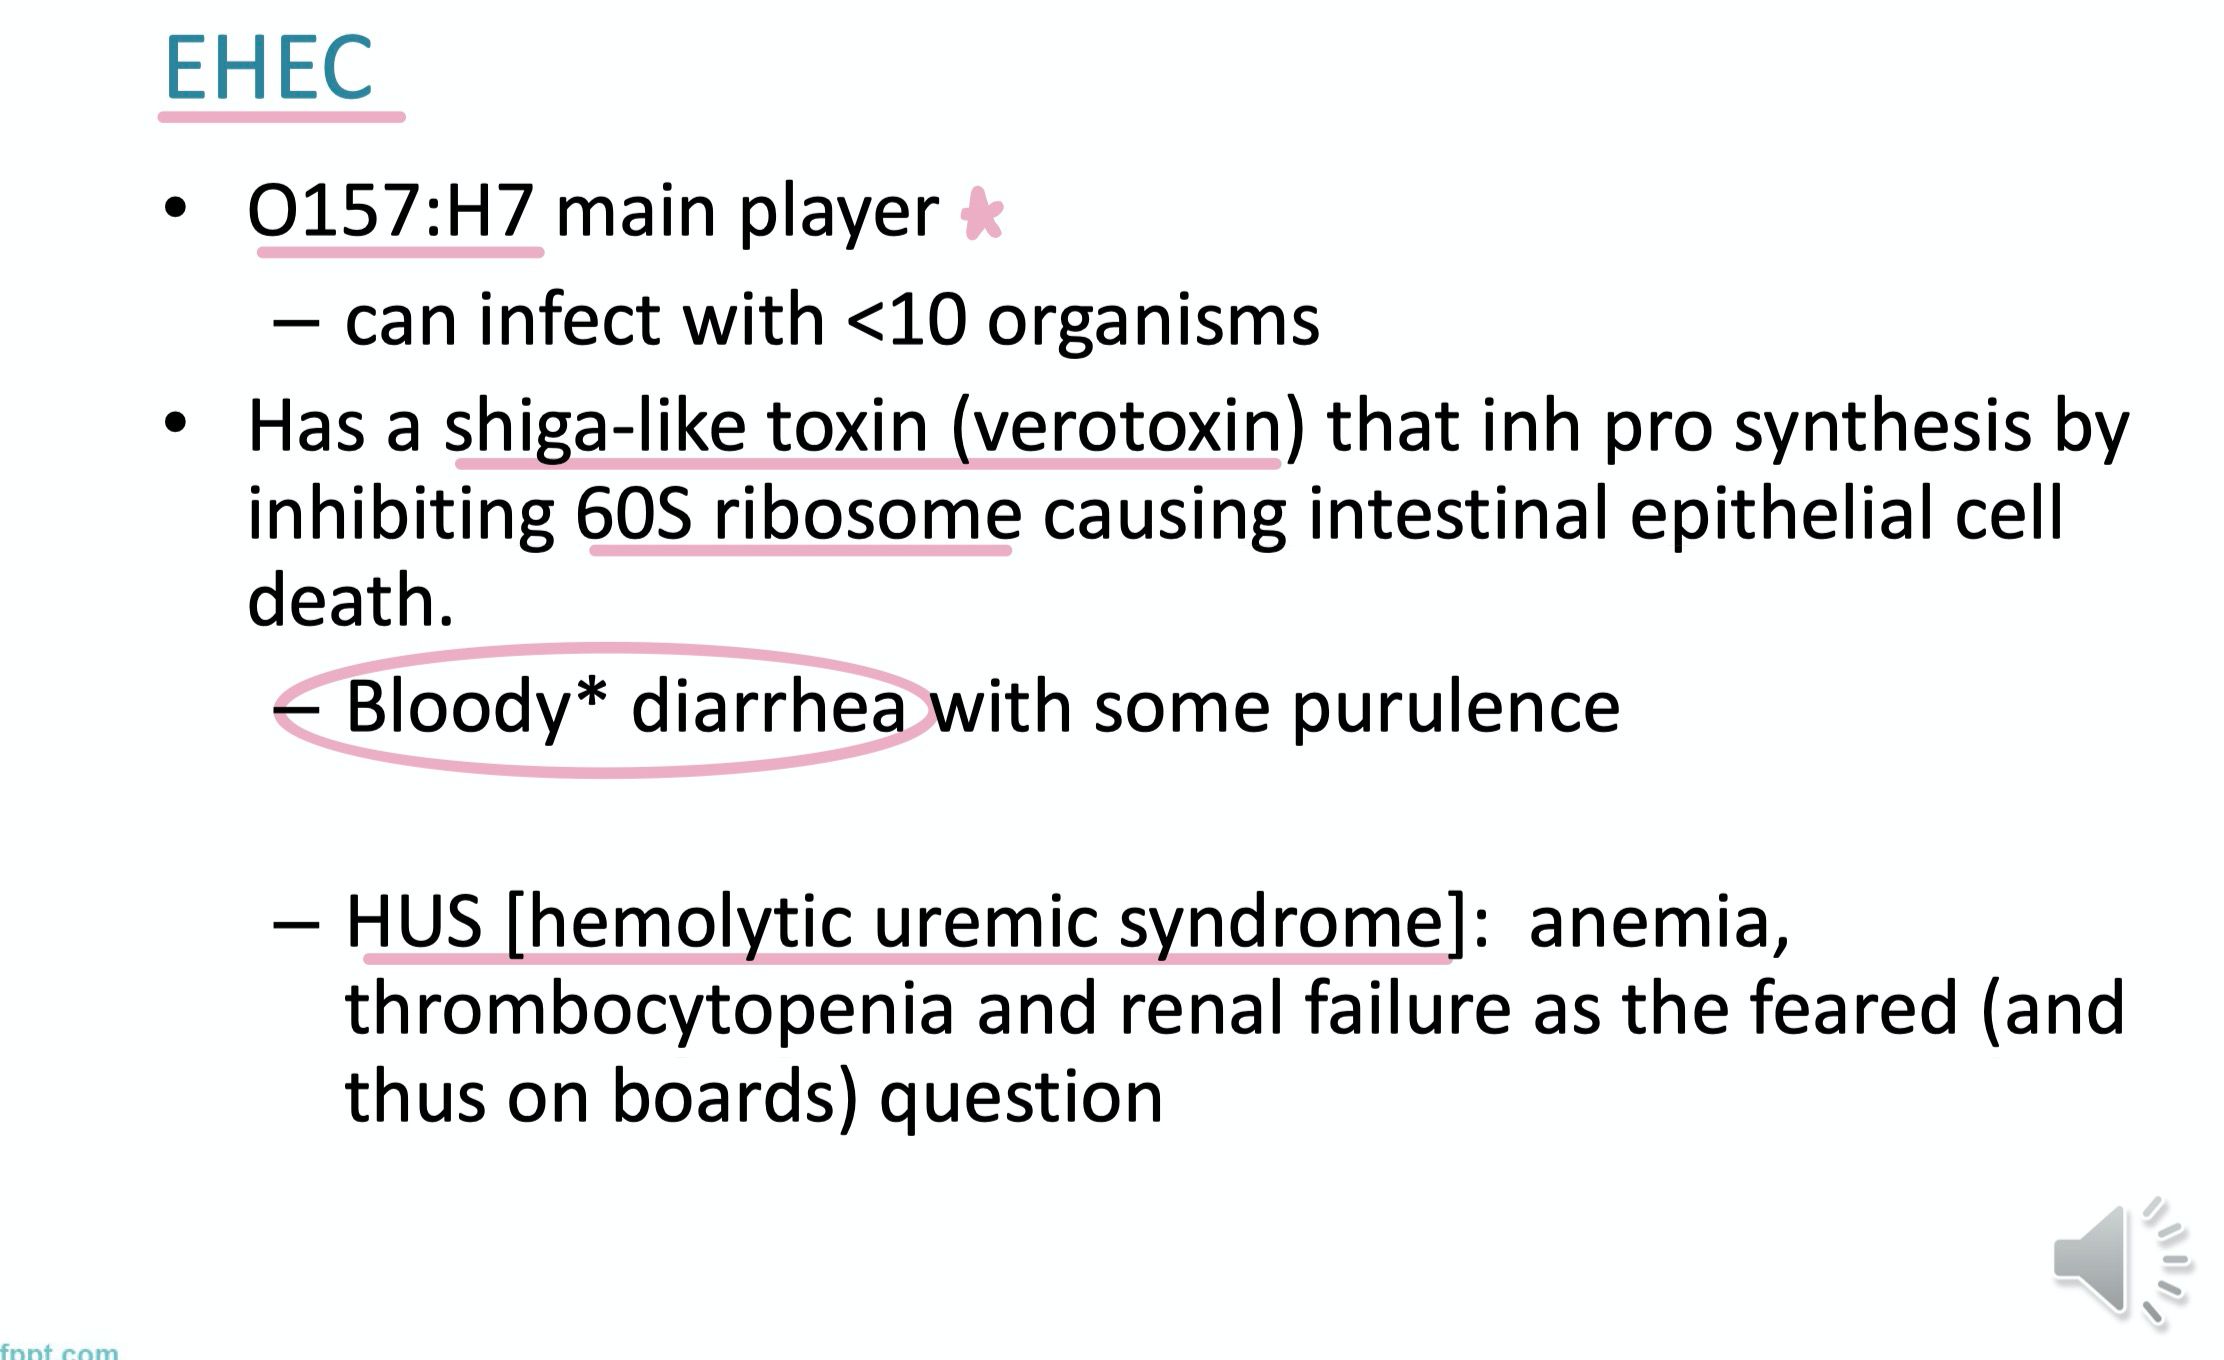 EHEC
• O157:H7 main player
– can infect with <10 organisms
• Has a shiga-like toxin (verotoxin) that inh pro synthesis by
inhibiting 60S ribosome causing intestinal epithelial cell
death.
– Bloody* diarrhea with some purulence
– HUS [hemolytic uremic syndrome]: anemia,
thrombocytopenia and renal failure as the feared (and
thus on boards) question
fppt.com